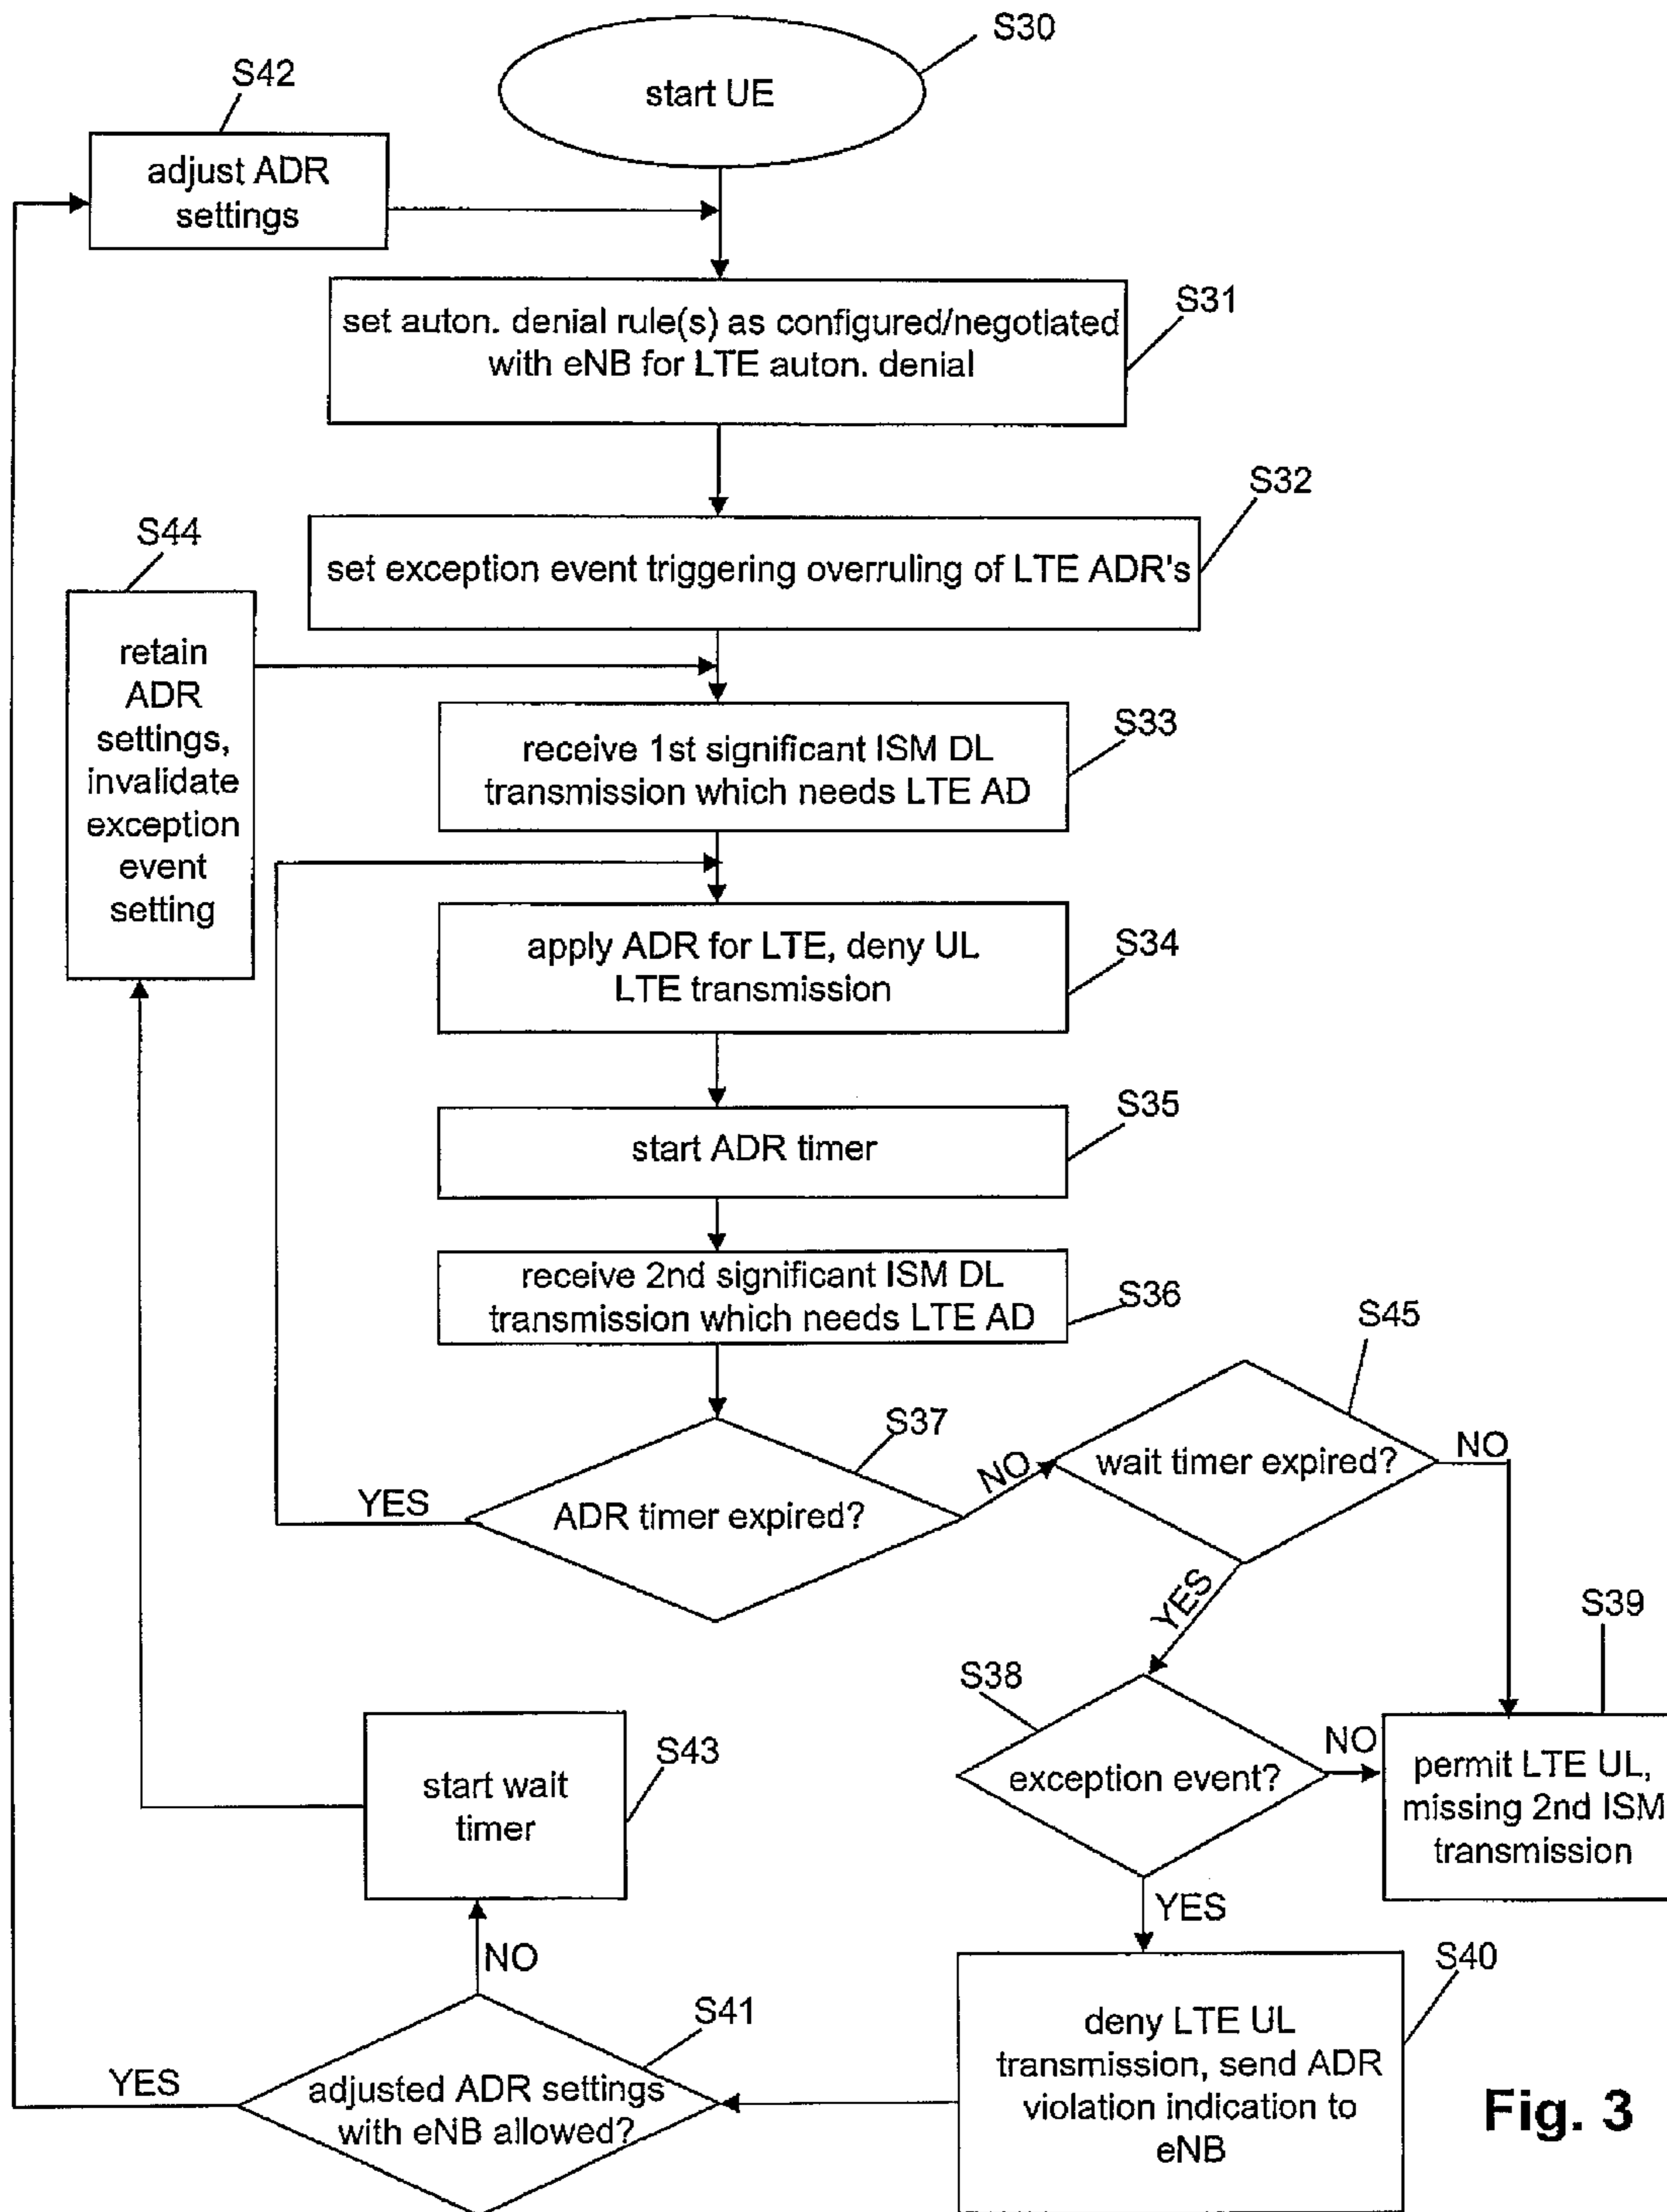 S30
start UE
S42
adjust ADR
settings
S31
set auton. denial rule(s) as configured/negotiated
with eNB for LTE auton. denial
S32
set exception event triggering overruling of LTE ADR's
S44
retain
ADR
settings,
invalidate
exception
event
setting
S33
receive 1st significant ISM DL
transmission which needs LTE AD
S34
apply ADR for LTE, deny UL
LTE transmission
S35
start ADR timer
S36
receive 2nd significant ISM DL
transmission which needs LTE AD
S37
ADR timer expired?
YES
NO
S45
wait timer expired?
NO
YES
S38
exception event?
NO
YES
S39
permit LTE UL,
missing 2nd ISM
transmission
S43
start wait
timer
NO
S41
adjusted ADR settings
with eNB allowed?
YES
S40
deny LTE UL
transmission, send ADR
violation indication to
eNB
Fig. 3